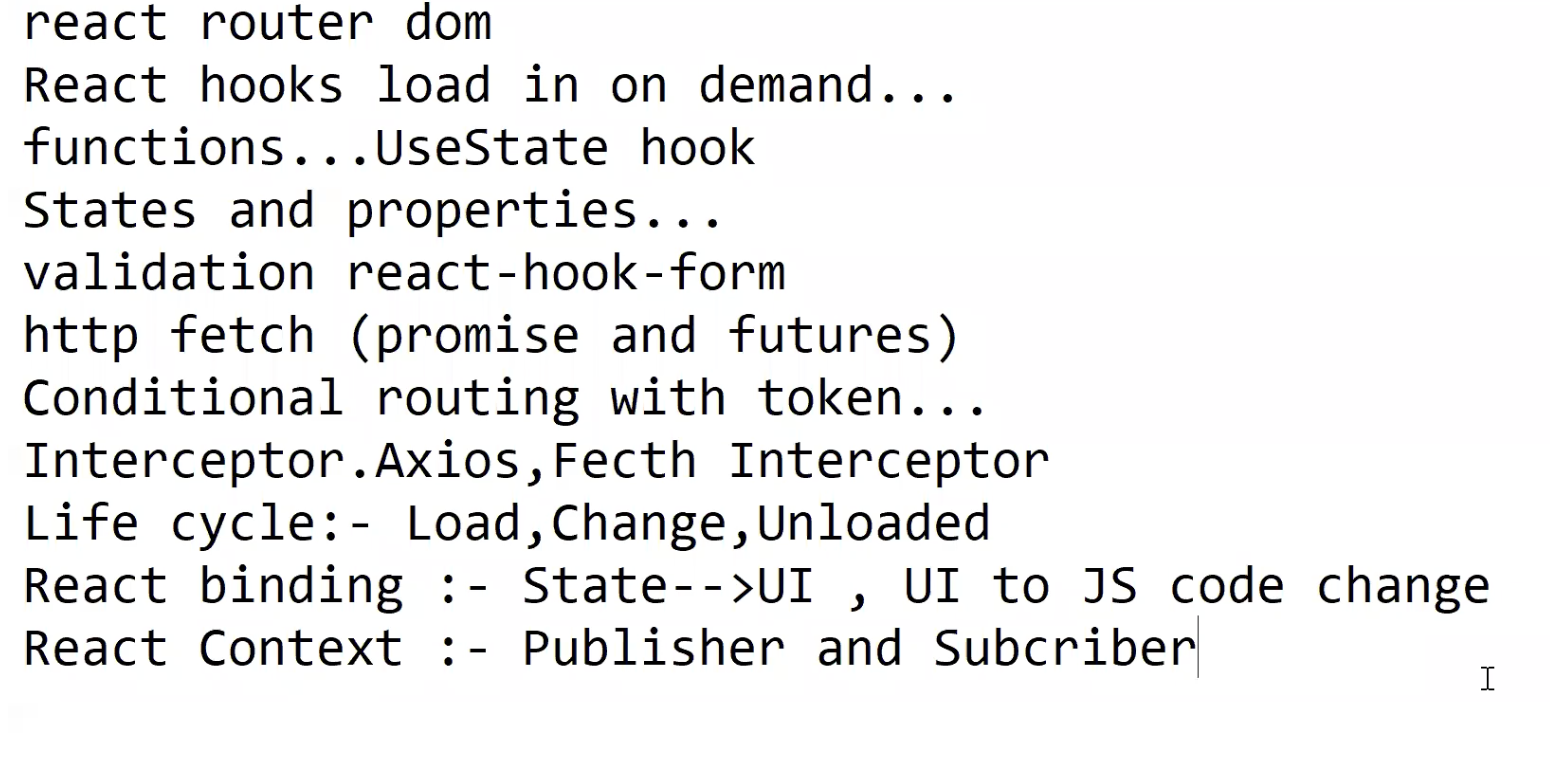 react router dom
React hooks load in on demand...
functions...UseState hook
States and properties...
validation react-hook-form
http fetch (promise and futures)
Conditional routing with token...
Interceptor.Axios,Fecth Interceptor
Life cycle:- Load,Change,Unloaded
React binding :- State-->UI , UI to JS code change
React Context :- Publisher and Subcriber